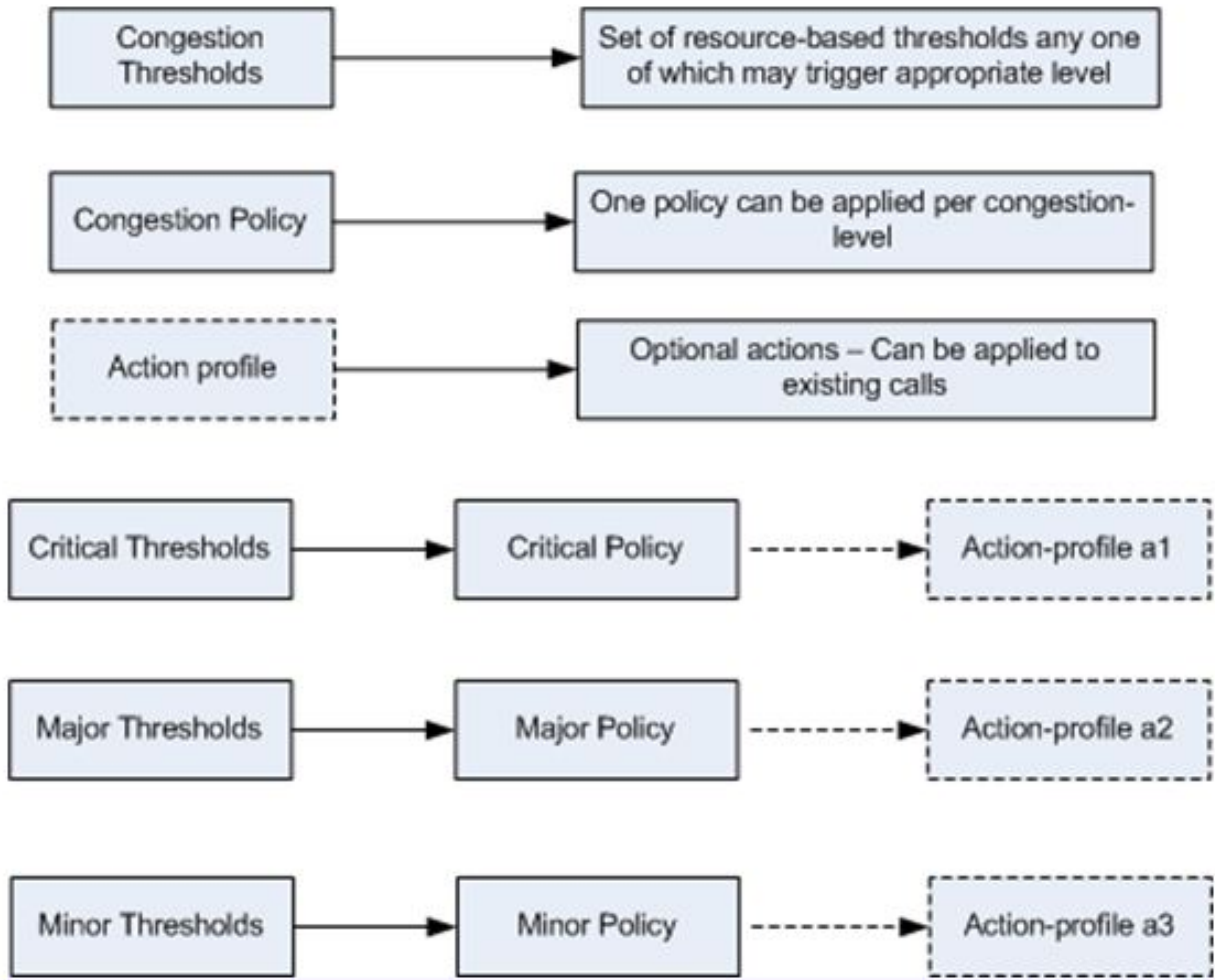 Congestion
Thresholds
Set of resource-based thresholds any one
of which may trigger appropriate level
Congestion Policy
One policy can be applied per congestion-
level
Action profile
Optional actions – Can be applied to
existing calls
Critical Thresholds
Critical Policy
Action-profile a1
Major Thresholds
Major Policy
Action-profile a2
Minor Thresholds
Minor Policy
Action-profile a3